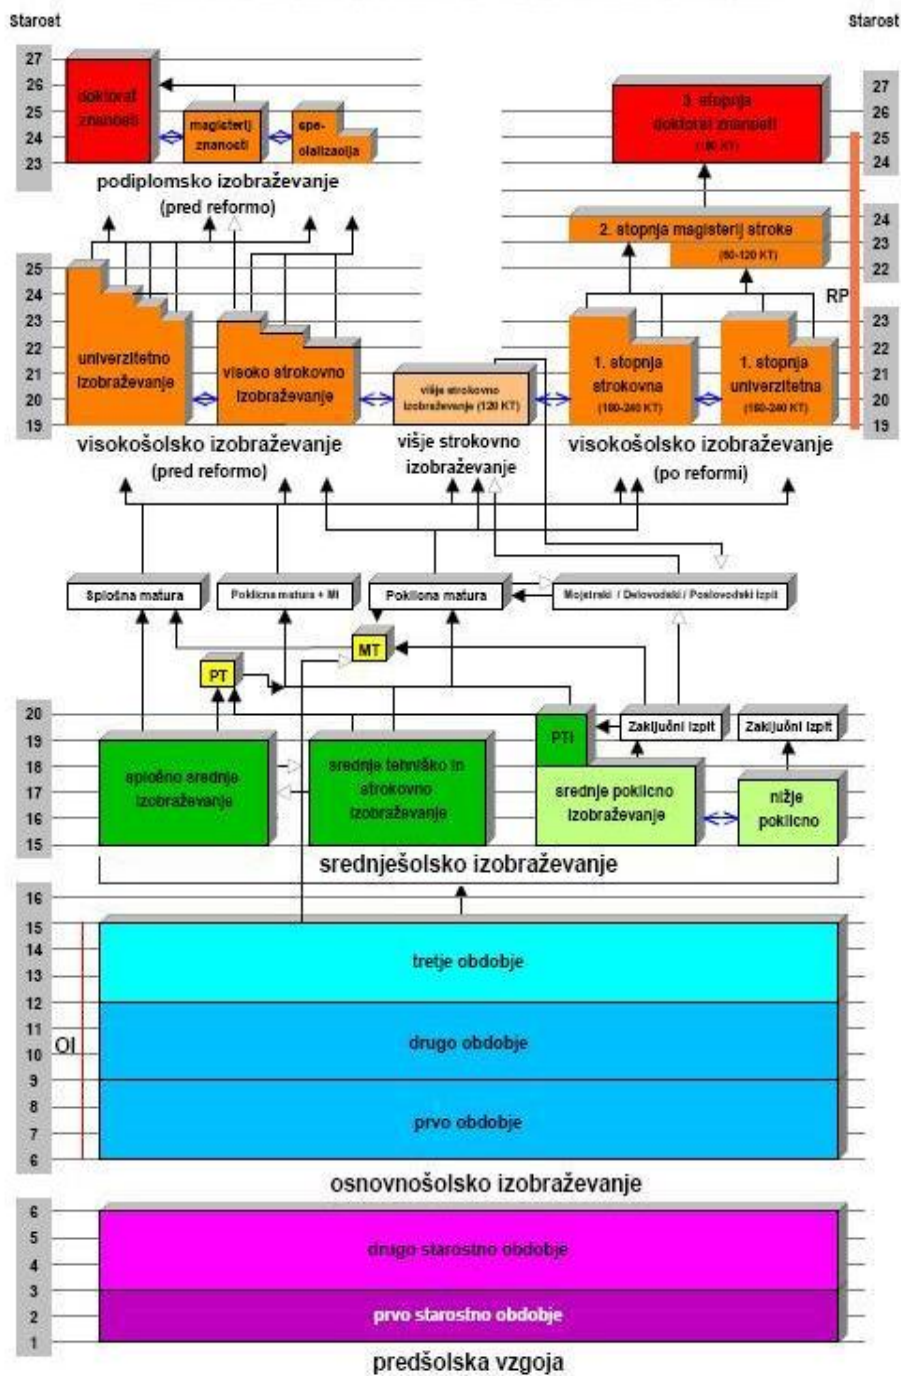 Starost
Starost
27
26
25
24
23
doktorat
znanosti
magisterij
znanosti
spe-
cializacija
podiplomsko izobraževanje
(pred reformo)
27
26
25
24
3. stopnja
doktorat znanosti
(180 KT)
24
23
22
2. stopnja magisterij stroke
(60-120 KT)
RP
25
24
23
22
21
20
19
univerzitetno
izobraževanje
visoko strokovno
izobraževanje
višje strokovno
izobraževanje (120 KT)
1. stopnja
strokovna
(180-240 KT)
1. stopnja
univerzitetna
(180-240 KT)
23
22
21
20
19
visokošolsko izobraževanje
(pred reformo)
višje strokovno
izobraževanje
visokošolsko izobraževanje
(po reformi)
Splošna matura
Poklicna matura + MI
Poklicna matura
Mojstrski / Delovodski / Poslovodski izpit
MT
PT
20
19
18
17
16
15
splošno srednje
izobraževanje
srednje tehniško in
strokovno
izobraževanje
PTI
Zaključni izpit
Zaključni izpit
srednje poklicno
izobraževanje
nižje
poklicno
srednješolsko izobraževanje
16
15
14
13
12
11
10
9
8
7
6
OI
tretje obdobje
drugo obdobje
prvo obdobje
osnovnošolsko izobraževanje
6
5
4
3
2
1
drugo starostno obdobje
prvo starostno obdobje
predšolska vzgoja